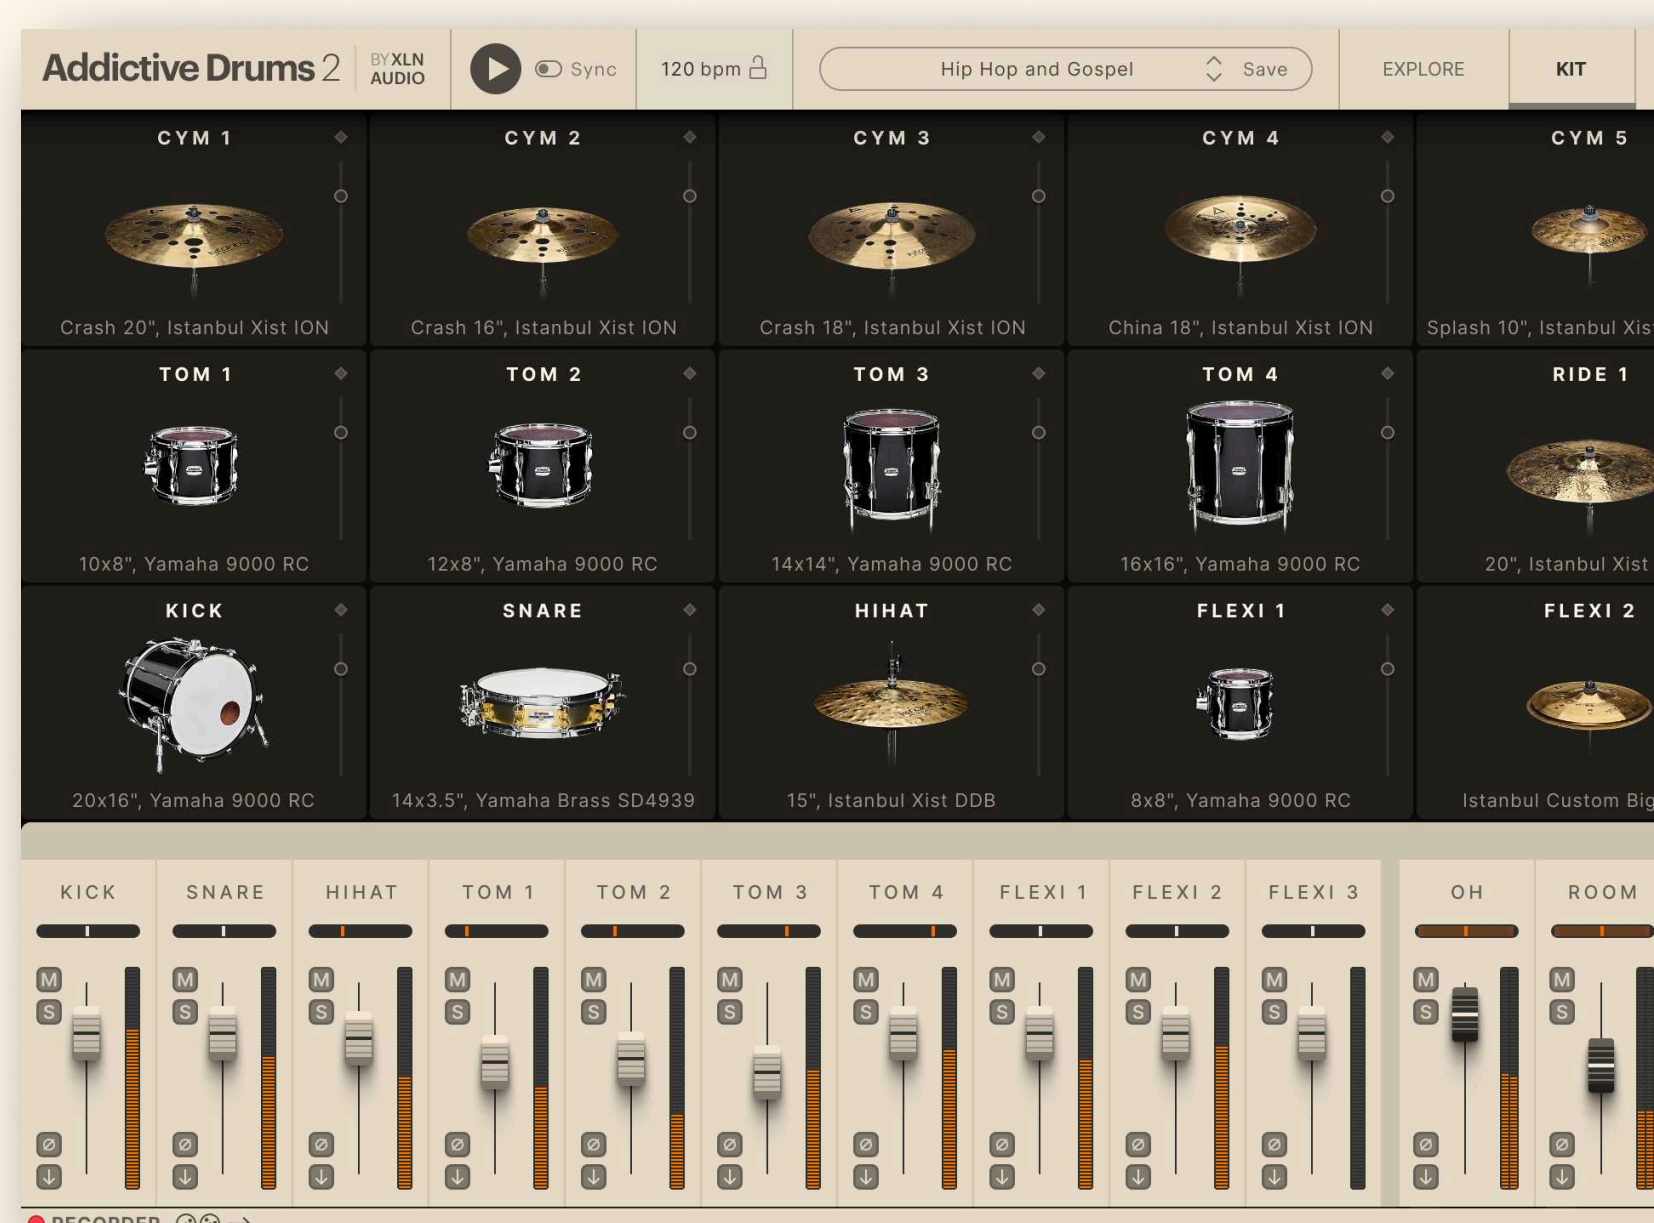 Addictive Drums 2
BY XLN
AUDIO
Sync
120 bpm
Hip Hop and Gospel
Save
EXPLORE
KIT
CYM 1
CYM 2
CYM 3
CYM 4
CYM 5
Crash 20", Istanbul Xist ION
Crash 16", Istanbul Xist ION
Crash 18", Istanbul Xist ION
China 18", Istanbul Xist ION
Splash 10", Istanbul Xist
TOM 1
TOM 2
TOM 3
TOM 4
RIDE 1
10x8", Yamaha 9000 RC
12x8", Yamaha 9000 RC
14x14", Yamaha 9000 RC
16x16", Yamaha 9000 RC
20", Istanbul Xist
KICK
SNARE
HIHAT
FLEXI 1
FLEXI 2
20x16", Yamaha 9000 RC
14x3.5", Yamaha Brass SD4939
15", Istanbul Xist DDB
8x8", Yamaha 9000 RC
Istanbul Custom Big
KICK
SNARE
HIHAT
TOM 1
TOM 2
TOM 3
TOM 4
FLEXI 1
FLEXI 2
FLEXI 3
OH
ROOM
M M M M M M M M M M M M
S S S S S S S S S S S S
RECORDER